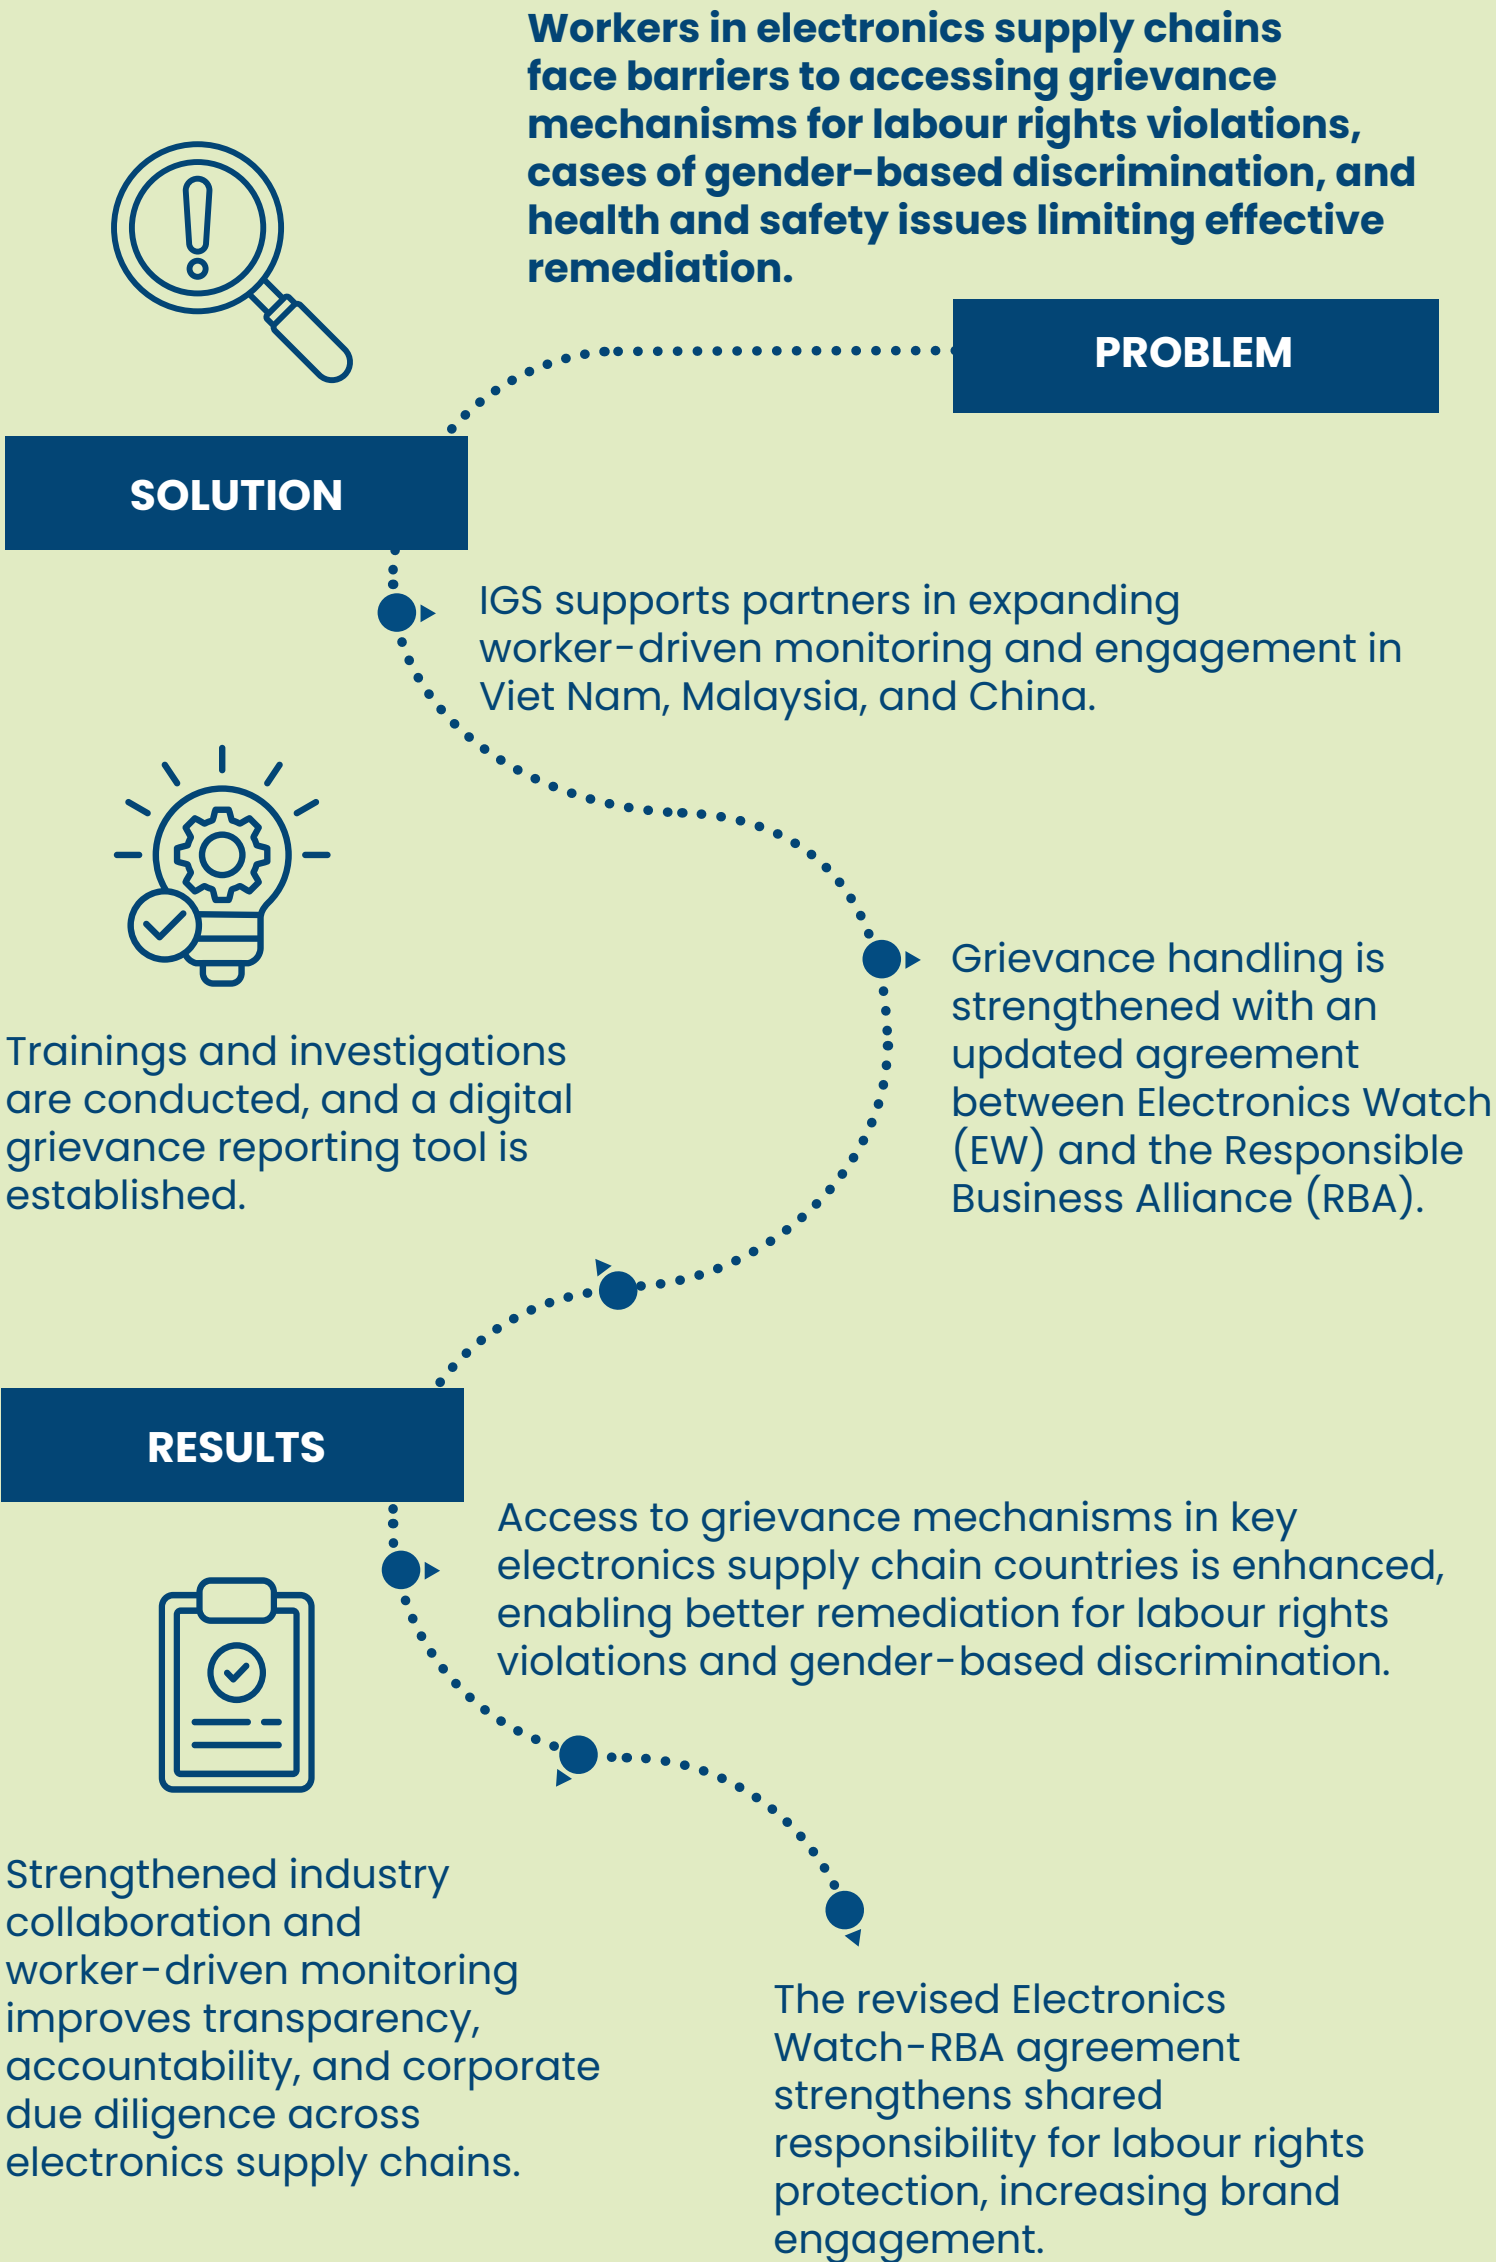 Workers in electronics supply chains
face barriers to accessing grievance
mechanisms for labour rights violations,
cases of gender-based discrimination, and
health and safety issues limiting effective
remediation.
PROBLEM
SOLUTION
IGS supports partners in expanding
worker-driven monitoring and engagement in
Viet Nam, Malaysia, and China.
Grievance handling is
strengthened with an
updated agreement
between Electronics Watch
(EW) and the Responsible
Business Alliance (RBA).
Trainings and investigations
are conducted, and a digital
grievance reporting tool is
established.
RESULTS
Access to grievance mechanisms in key
electronics supply chain countries is enhanced,
enabling better remediation for labour rights
violations and gender-based discrimination.
Strengthened industry
collaboration and
worker-driven monitoring
improves transparency,
accountability, and corporate
due diligence across
electronics supply chains.
The revised Electronics
Watch-RBA agreement
strengthens shared
responsibility for labour rights
protection, increasing brand
engagement.